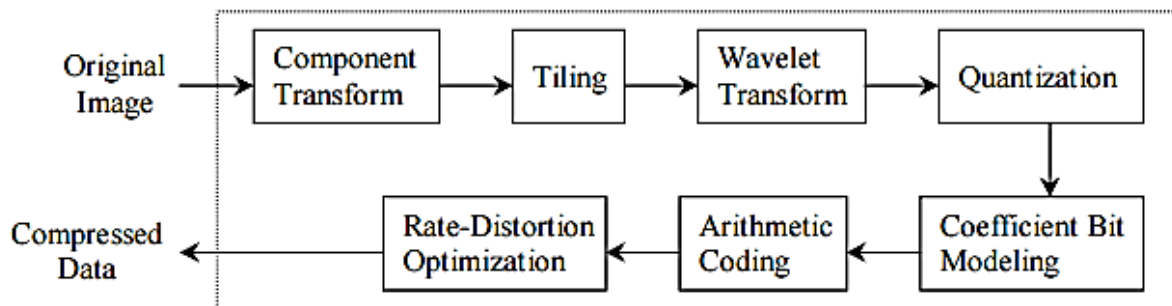 Original
Image
Component
Transform
Tiling
Wavelet
Transform
Quantization
Coefficient Bit
Modeling
Arithmetic
Coding
Rate-Distortion
Optimization
Compressed
Data